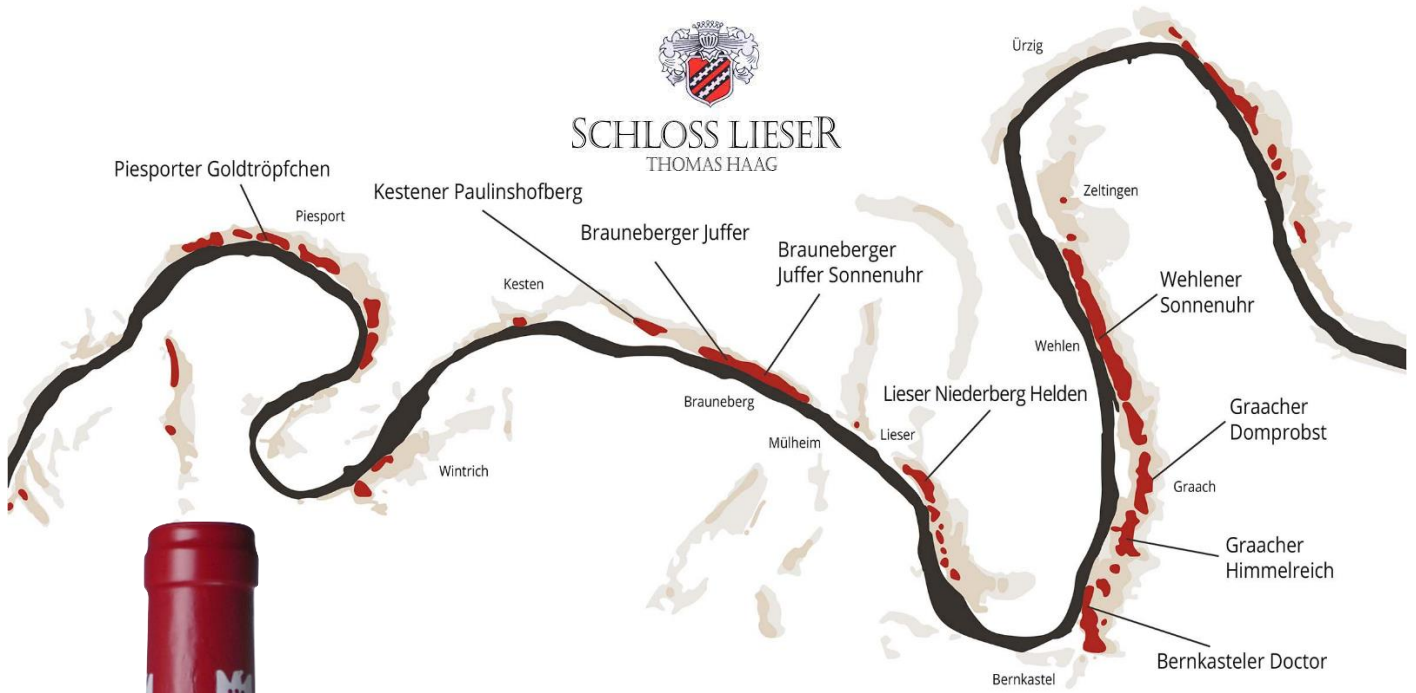 SCHLOSS LIESER
THOMAS HAAG
Ürzig
Piesporter Goldtröpfchen
Piesport
Kestener Paulinshofberg
Zeltingen
Brauneberger Juffer
Brauneberger
Juffer Sonnenuhr
Kesten
Wehlener
Sonnenuhr
Wehlen
Brauneberg
Lieser Niederberg Helden
Mülheim
Lieser
Graacher
Domprobst
Wintrich
Graach
Graacher
Himmelreich
Bernkasteler Doctor
Bernkastel